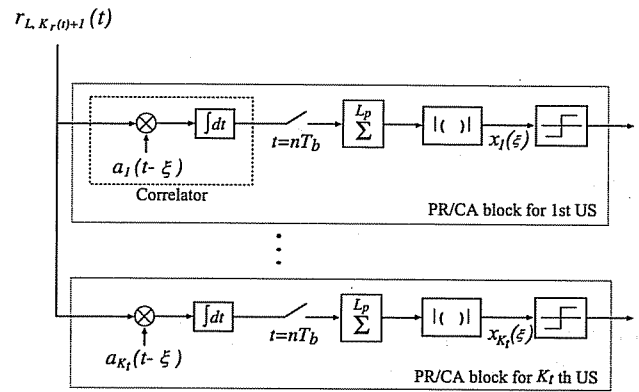 r_{L, K_r(t)+1}(t)
∫dt
t=nT_b
L_p
Σ
|( )|
x_1(ξ)
a_1(t-ξ)
Correlator
PR/CA block for 1st US
∫dt
t=nT_b
L_p
Σ
|( )|
x_{K_t}(ξ)
a_{K_t}(t-ξ)
PR/CA block for K_t th US